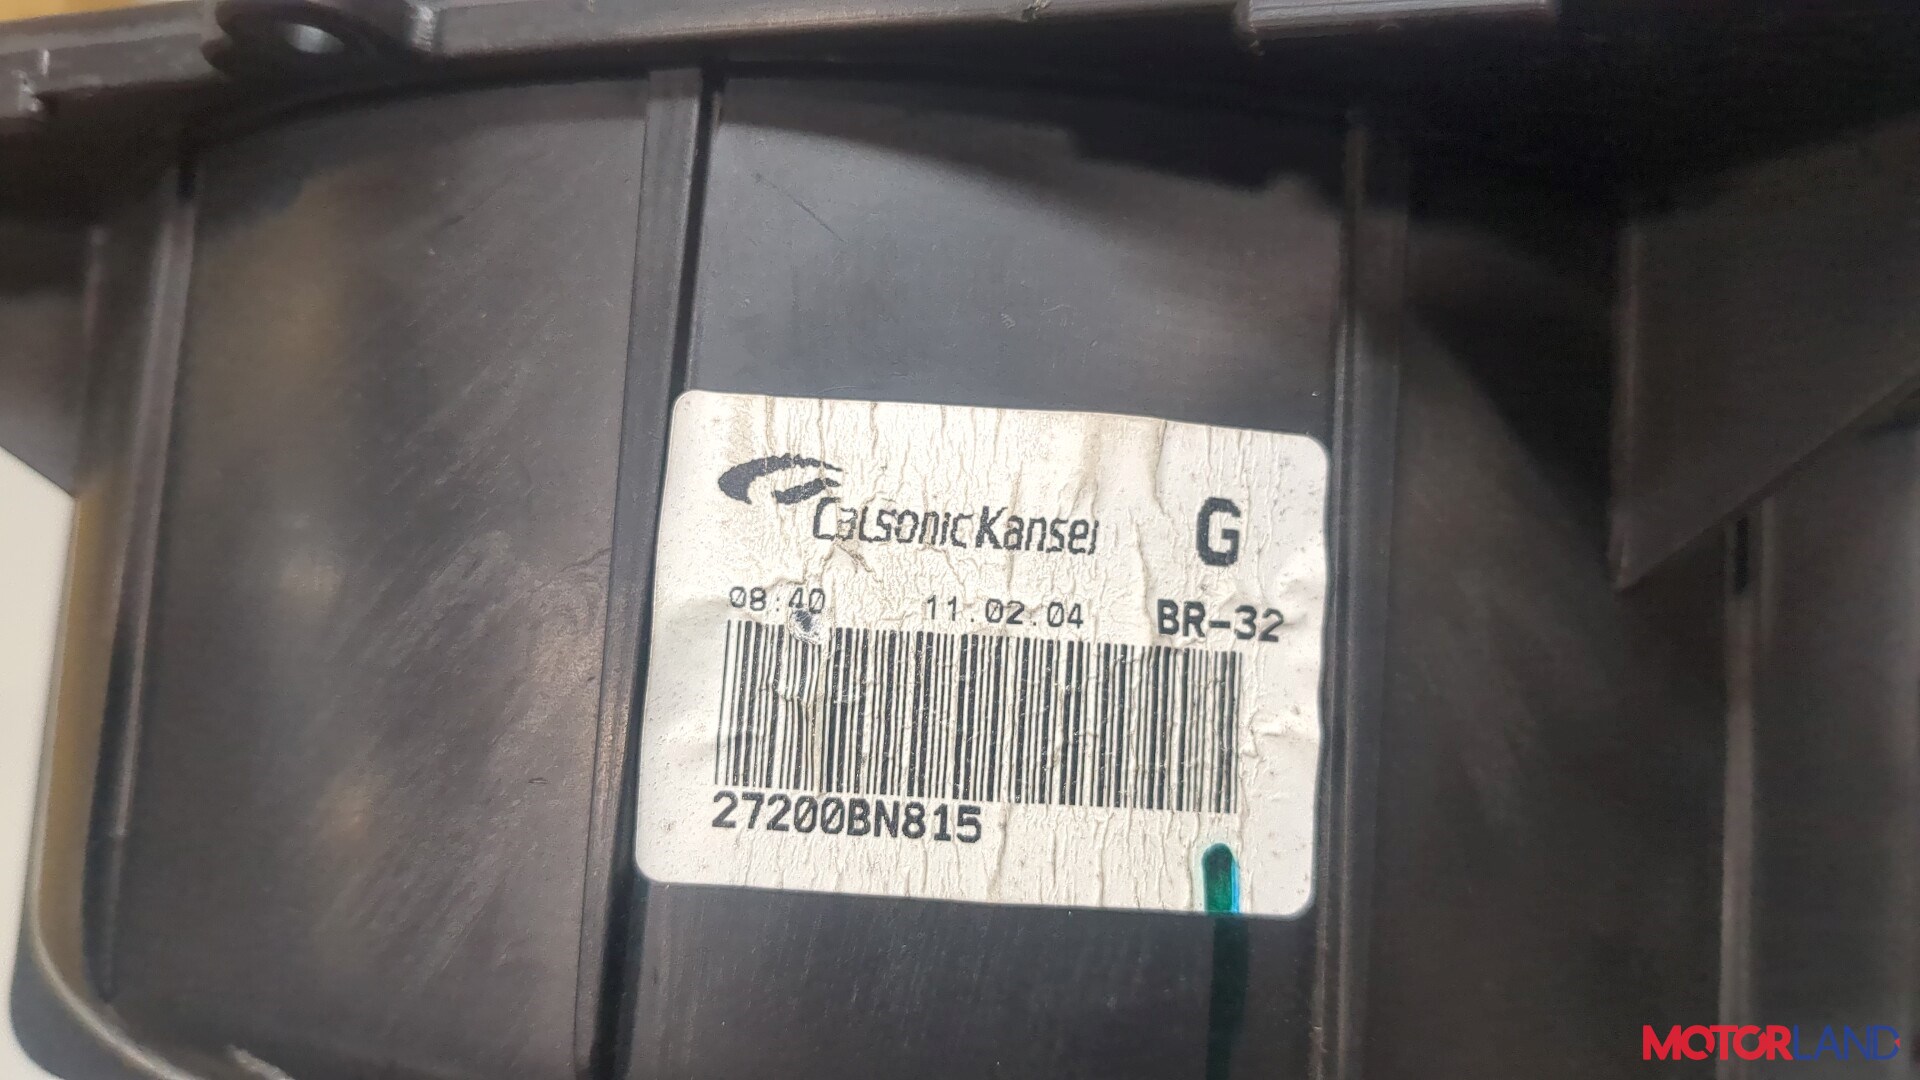 CalsonicKansei G
08:40 11.02.04 BR-32
27200BN815
MOTORLAND